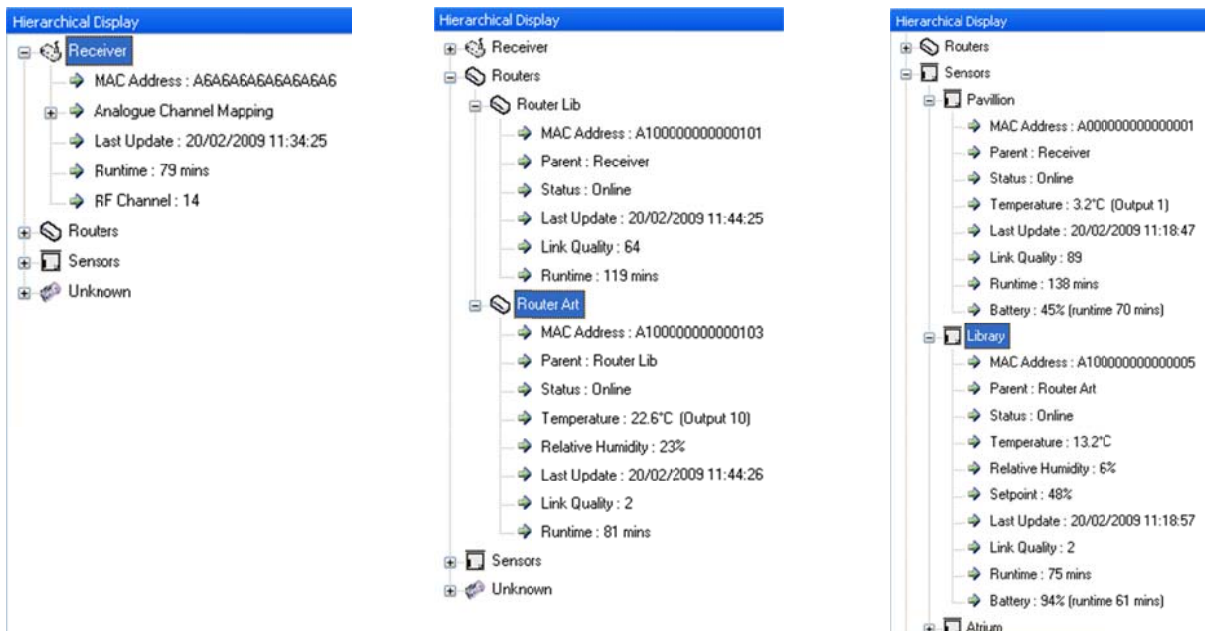 Hierarchical Display
Receiver
MAC Address : A6A6A6A6A6A6A6A6
Analogue Channel Mapping
Last Update : 20/02/2009 11:34:25
Runtime : 79 mins
RF Channel : 14
Routers
Sensors
Unknown
Hierarchical Display
Receiver
Routers
Router Lib
MAC Address : A100000000000101
Parent : Receiver
Status : Online
Last Update : 20/02/2009 11:44:25
Link Quality : 64
Runtime : 119 mins
Router Art
MAC Address : A100000000000103
Parent : Router Lib
Status : Online
Temperature : 22.6°C (Output 10)
Relative Humidity : 23%
Last Update : 20/02/2009 11:44:26
Link Quality : 2
Runtime : 81 mins
Sensors
Unknown
Hierarchical Display
Routers
Sensors
Pavillion
MAC Address : A000000000000001
Parent : Receiver
Status : Online
Temperature : 3.2°C (Output 1)
Last Update : 20/02/2009 11:18:47
Link Quality : 89
Runtime : 138 mins
Battery : 45% (runtime 70 mins)
Library
MAC Address : A100000000000005
Parent : Router Art
Status : Online
Temperature : 13.2°C
Relative Humidity : 6%
Setpoint : 48%
Last Update : 20/02/2009 11:18:57
Link Quality : 2
Runtime : 75 mins
Battery : 94% (runtime 61 mins)
Atrium